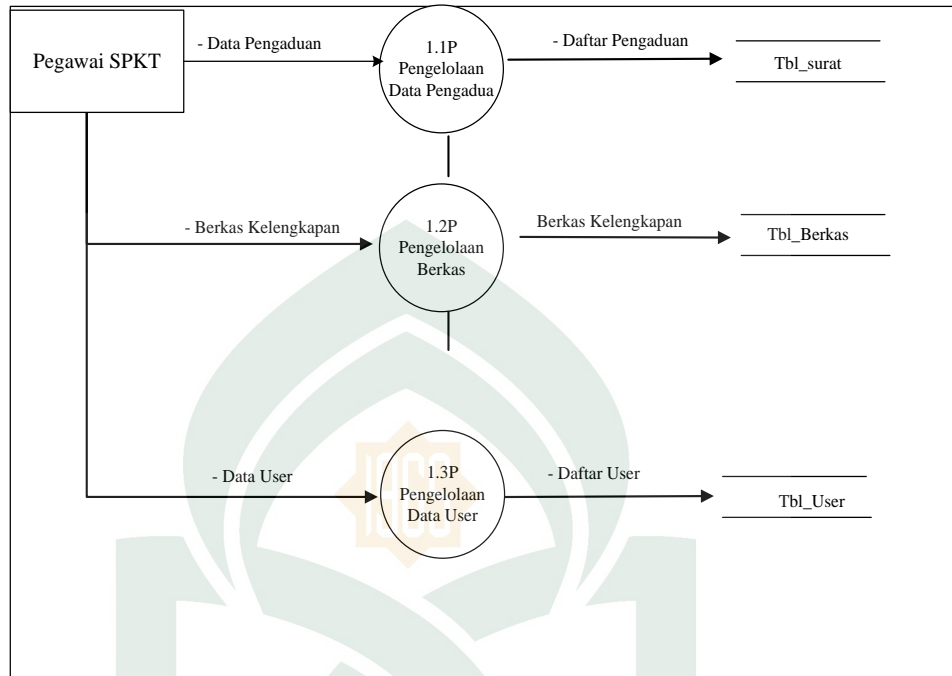 Pegawai SPKT
- Data Pengaduan
1.1P
Pengelolaan
Data Pengadua
- Daftar Pengaduan
Tbl_surat
- Berkas Kelengkapan
1.2P
Pengelolaan
Berkas
Berkas Kelengkapan
Tbl_Berkas
- Data User
1.3P
Pengelolaan
Data User
- Daftar User
Tbl_User